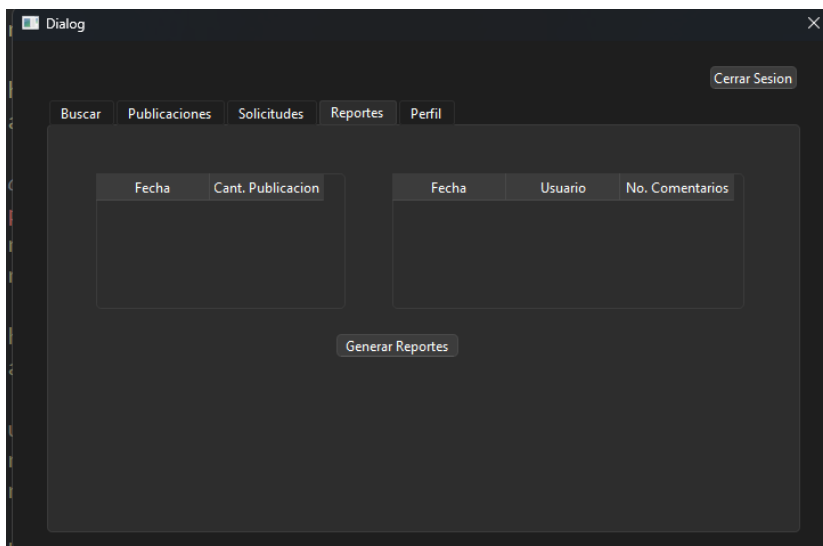 Dialog
Cerrar Sesion
Buscar Publicaciones Solicitudes Reportes Perfil
Fecha Cant. Publicacion
Fecha Usuario No. Comentarios
Generar Reportes